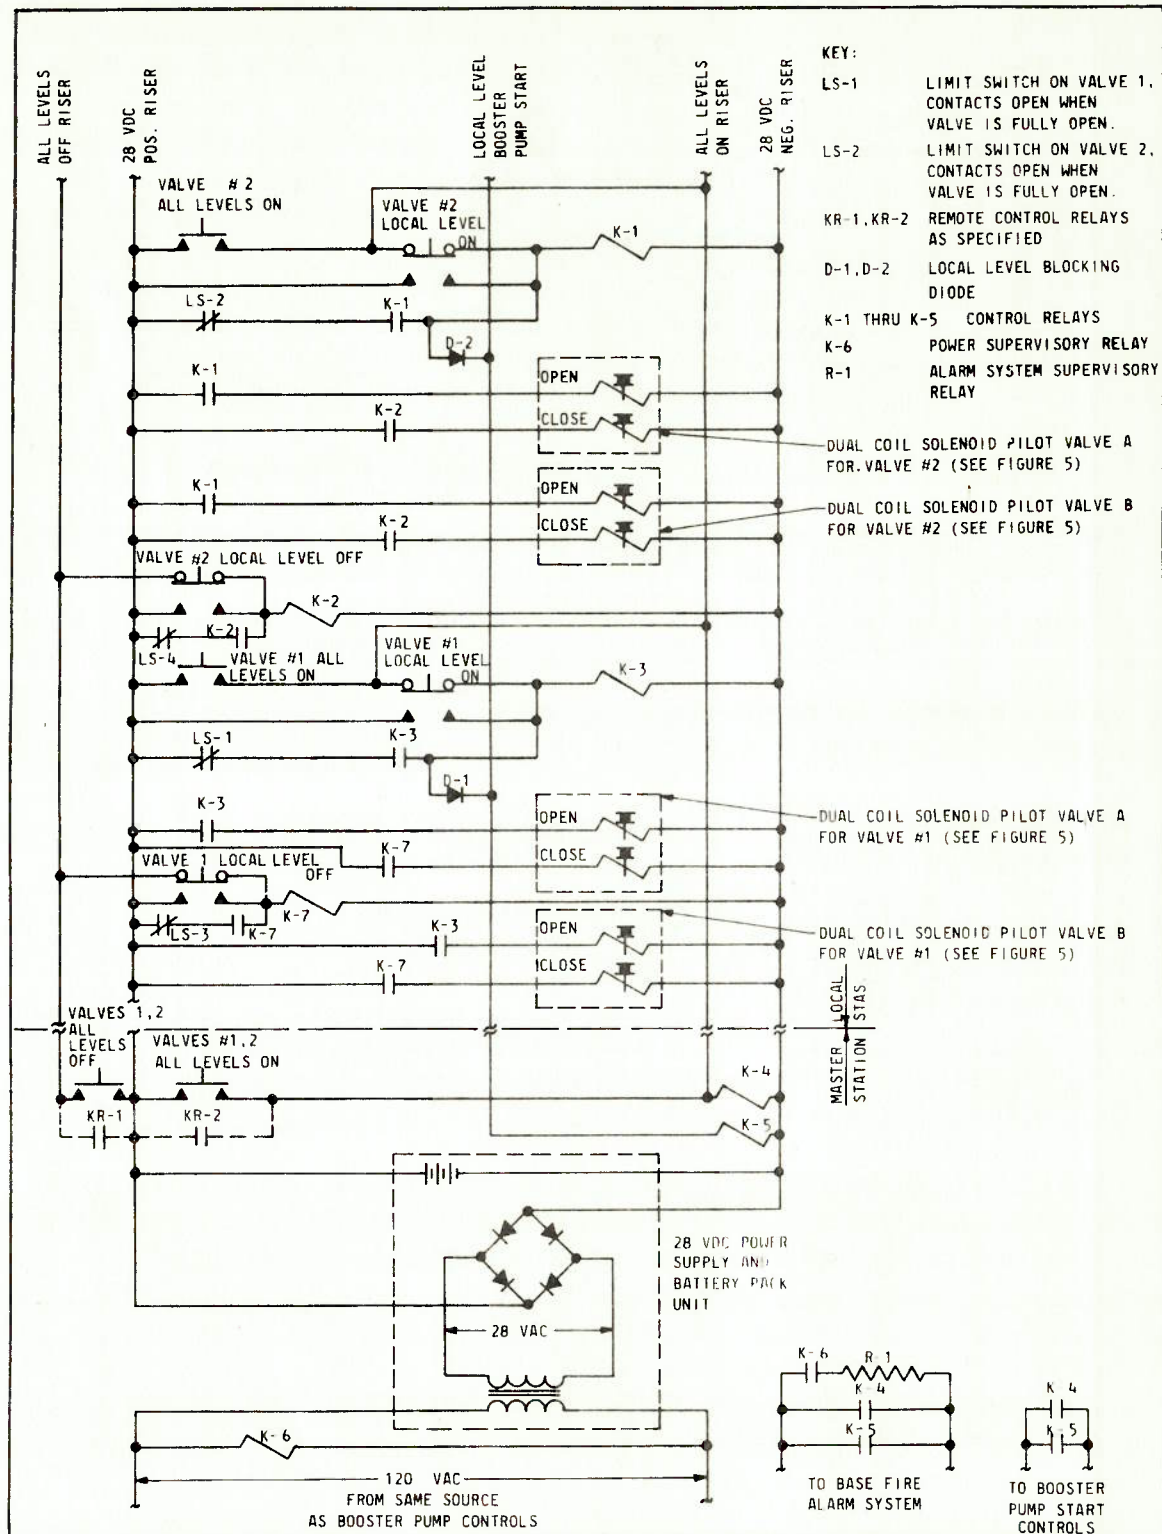 ALL LEVELS
OFF RISER
28 VDC
POS. RISER
LOCAL LEVEL
BOOSTER
PUMP START
ALL LEVELS
ON RISER
28 VDC
NEG. RISER
KEY:
LS-1 LIMIT SWITCH ON VALVE 1,
CONTACTS OPEN WHEN
VALVE IS FULLY OPEN.
LS-2 LIMIT SWITCH ON VALVE 2,
CONTACTS OPEN WHEN
VALVE IS FULLY OPEN.
KR-1,KR-2 REMOTE CONTROL RELAYS
AS SPECIFIED
D-1,D-2 LOCAL LEVEL BLOCKING
DIODE
K-1 THRU K-5 CONTROL RELAYS
K-6 POWER SUPERVISORY RELAY
R-1 ALARM SYSTEM SUPERVISORY
RELAY
VALVE #2
ALL LEVELS ON
VALVE #2
LOCAL LEVEL
ON
K-1
LS-2
K-1
D-2
K-1
OPEN
K-2
CLOSE
DUAL COIL SOLENOID PILOT VALVE A
FOR.VALVE #2 (SEE FIGURE 5)
K-1
OPEN
K-2
CLOSE
DUAL COIL SOLENOID PILOT VALVE B
FOR VALVE #2 (SEE FIGURE 5)
VALVE #2 LOCAL LEVEL OFF
K-2
K-2
LS-4
VALVE #1 ALL
LEVELS ON
VALVE #1
LOCAL LEVEL
ON
K-3
LS-1
K-3
D-1
K-3
OPEN
K-7
CLOSE
DUAL COIL SOLENOID PILOT VALVE A
FOR VALVE #1 (SEE FIGURE 5)
VALVE 1 LOCAL LEVEL
OFF
K-7
LS-3
K-7
K-3
OPEN
K-7
CLOSE
DUAL COIL SOLENOID PILOT VALVE B
FOR VALVE #1 (SEE FIGURE 5)
LOCAL
STAS.
MASTER
STATION
VALVES 1,2
ALL
LEVELS
OFF
VALVES #1,2
ALL LEVELS ON
K-4
KR-1
KR-2
K-5
28 VDC POWER
SUPPLY AND
BATTERY PACK
UNIT
28 VAC
K-6
120 VAC
FROM SAME SOURCE
AS BOOSTER PUMP CONTROLS
K-6
R-1
K-4
K-5
TO BASE FIRE
ALARM SYSTEM
K-4
K-5
TO BOOSTER
PUMP START
CONTROLS